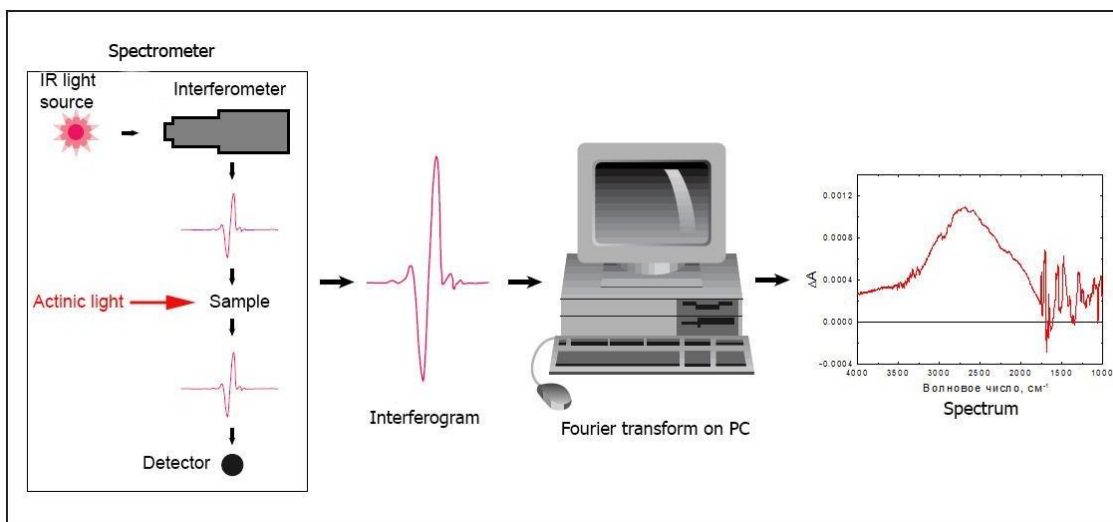 Spectrometer
IR light
source
Interferometer
Actinic light
Sample
Detector
Interferogram
Fourier transform on PC
0.0012
0.0008
0.0004
0.0000
-0.0004
ΔA
4000 3500 3000 2500 2000 1500 1000
Волновое число, см⁻¹
Spectrum